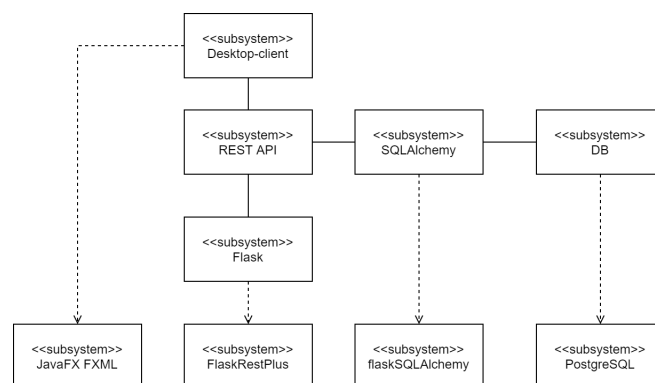 <<subsystem>>
Desktop-client
<<subsystem>>
REST API
<<subsystem>>
SQLAlchemy
<<subsystem>>
DB
<<subsystem>>
Flask
<<subsystem>>
JavaFX FXML
<<subsystem>>
FlaskRestPlus
<<subsystem>>
flaskSQLAlchemy
<<subsystem>>
PostgreSQL